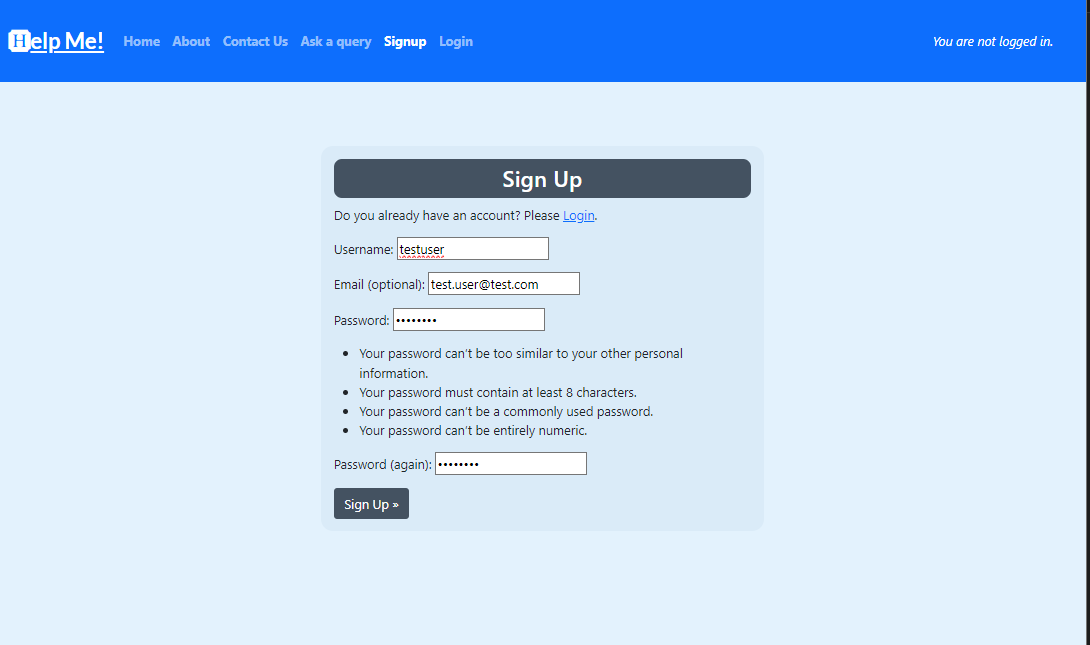 Help Me! Home About Contact Us Ask a query Signup Login You are not logged in.
Sign Up
Do you already have an account? Please Login.
Username: testuser
Email (optional): test.user@test.com
Password: ••••••••
• Your password can't be too similar to your other personal
information.
• Your password must contain at least 8 characters.
• Your password can't be a commonly used password.
• Your password can't be entirely numeric.
Password (again): ••••••••
Sign Up »